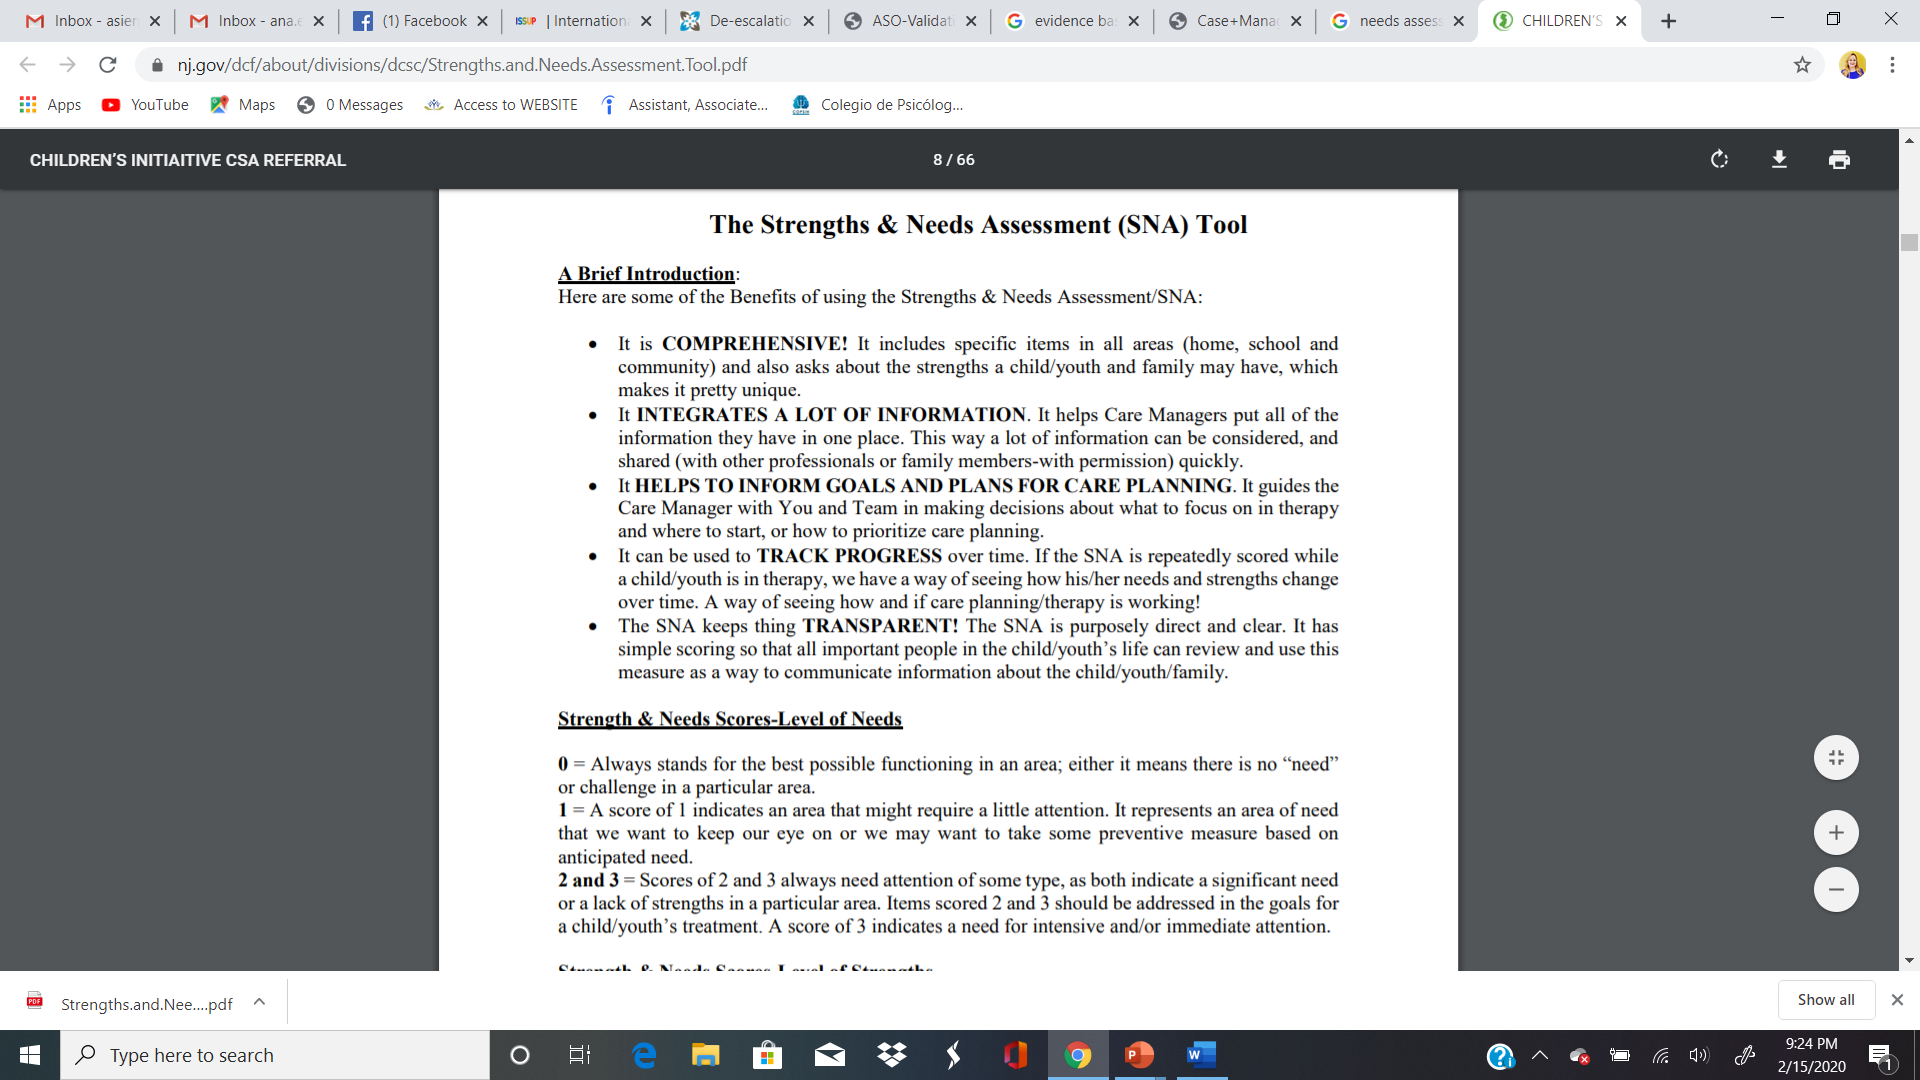 Inbox - asien
Inbox - ana.e
(1) Facebook
ISSUP | Internation
De-escalatio
ASO-Validati
evidence ba
Case+Mana
needs assess
CHILDREN'S
nj.gov/dcf/about/divisions/dcsc/Strengths.and.Needs.Assessment.Tool.pdf
Apps
YouTube
Maps
0 Messages
Access to WEBSITE
Assistant, Associate...
Colegio de Psicólog...
CHILDREN'S INITIAITIVE CSA REFERRAL
8 / 66
The Strengths & Needs Assessment (SNA) Tool
A Brief Introduction:
Here are some of the Benefits of using the Strengths & Needs Assessment/SNA:
• It is COMPREHENSIVE! It includes specific items in all areas (home, school and
community) and also asks about the strengths a child/youth and family may have, which
makes it pretty unique.
• It INTEGRATES A LOT OF INFORMATION. It helps Care Managers put all of the
information they have in one place. This way a lot of information can be considered, and
shared (with other professionals or family members-with permission) quickly.
• It HELPS TO INFORM GOALS AND PLANS FOR CARE PLANNING. It guides the
Care Manager with You and Team in making decisions about what to focus on in therapy
and where to start, or how to prioritize care planning.
• It can be used to TRACK PROGRESS over time. If the SNA is repeatedly scored while
a child/youth is in therapy, we have a way of seeing how his/her needs and strengths change
over time. A way of seeing how and if care planning/therapy is working!
• The SNA keeps thing TRANSPARENT! The SNA is purposely direct and clear. It has
simple scoring so that all important people in the child/youth's life can review and use this
measure as a way to communicate information about the child/youth/family.
Strength & Needs Scores-Level of Needs
0 = Always stands for the best possible functioning in an area; either it means there is no “need”
or challenge in a particular area.
1 = A score of 1 indicates an area that might require a little attention. It represents an area of need
that we want to keep our eye on or we may want to take some preventive measure based on
anticipated need.
2 and 3 = Scores of 2 and 3 always need attention of some type, as both indicate a significant need
or a lack of strengths in a particular area. Items scored 2 and 3 should be addressed in the goals for
a child/youth's treatment. A score of 3 indicates a need for intensive and/or immediate attention.
Strength & Needs Scores-Level of Strengths
PDF
Strengths.and.Nee....pdf
Show all
Type here to search
9:24 PM
2/15/2020
1